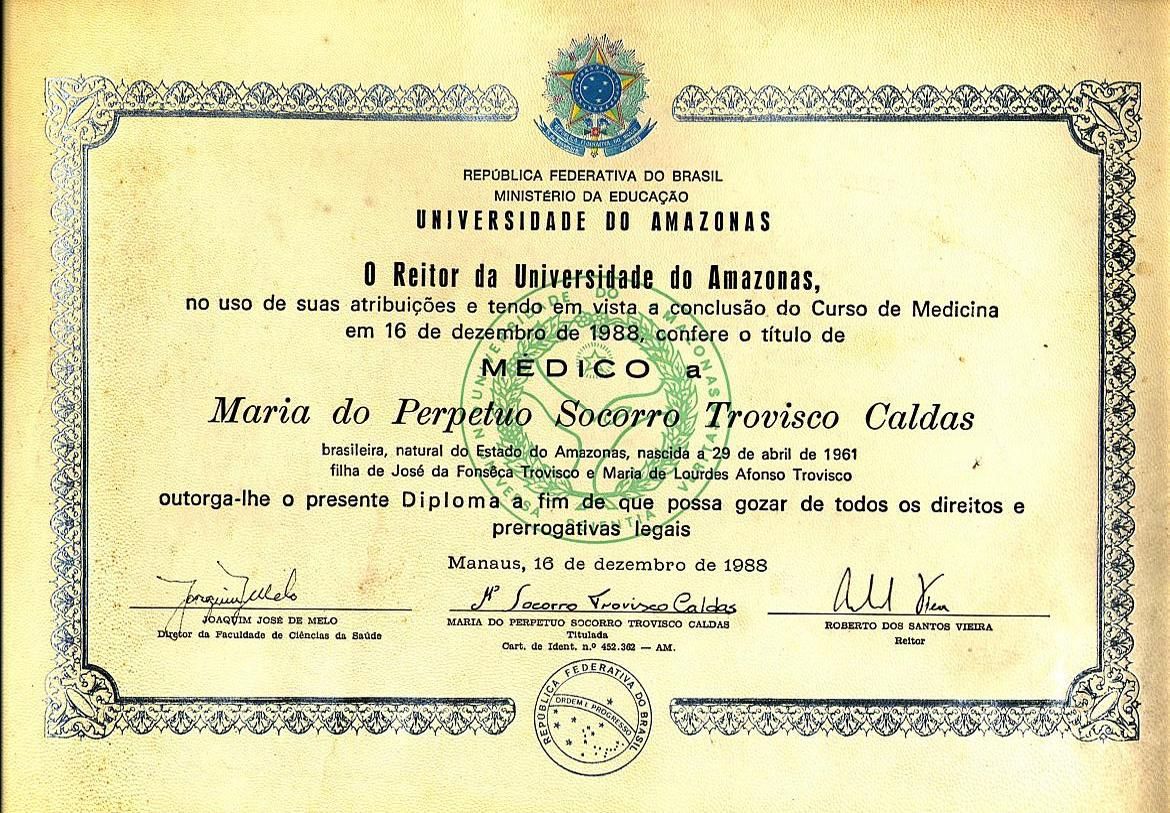 REPÚBLICA FEDERATIVA DO BRASIL
MINISTÉRIO DA EDUCAÇÃO
UNIVERSIDADE DO AMAZONAS
O Reitor da Universidade do Amazonas,
no uso de suas atribuições e tendo em vista a conclusão do Curso de Medicina
em 16 de dezembro de 1988, confere o título de
MÉDICO a
Maria do Perpetuo Socorro Trovisco Caldas
brasileira, natural do Estado do Amazonas, nascida a 29 de abril de 1961
filha de José da Fonsêca Trovisco e Maria de Lourdes Afonso Trovisco
outorga-lhe o presente Diploma a fim de que possa gozar de todos os direitos e
prerrogativas legais
UNIVERSIDADE DO AMAZONAS
Manaus, 16 de dezembro de 1988
Joaquim J Melo
JOAQUIM JOSÉ DE MELO
Diretor da Faculdade de Ciências da Saúde
Mª Socorro Trovisco Caldas
MARIA DO PERPETUO SOCORRO TROVISCO CALDAS
Titulada
Cart. de Ident. n.º 452.362 — AM.
ROBERTO DOS SANTOS VIEIRA
Reitor
REPÚBLICA FEDERATIVA DO BRASIL
ORDEM E PROGRESSO